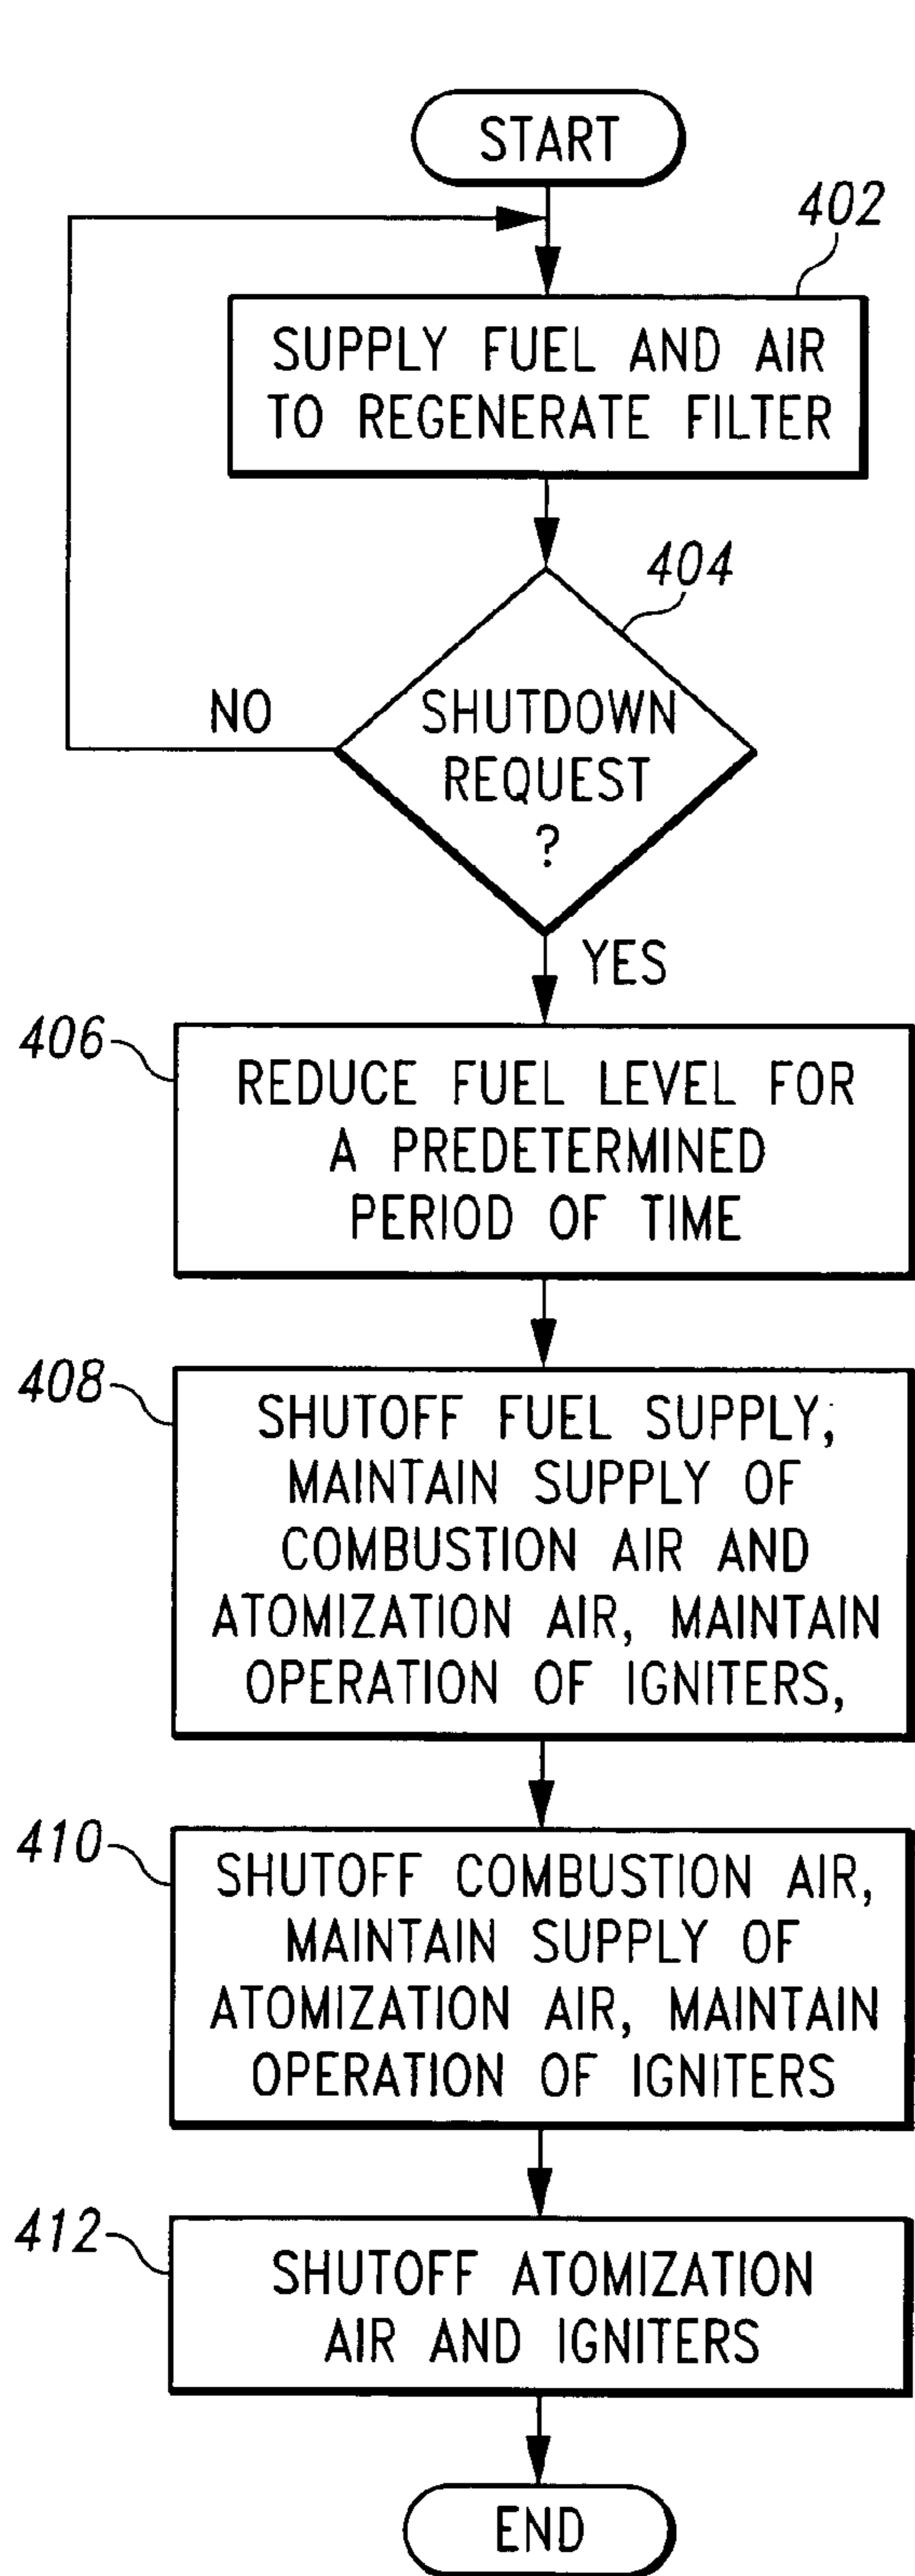 START
402
SUPPLY FUEL AND AIR
TO REGENERATE FILTER
404
SHUTDOWN
REQUEST
?
NO
YES
406
REDUCE FUEL LEVEL FOR
A PREDETERMINED
PERIOD OF TIME
408
SHUTOFF FUEL SUPPLY,
MAINTAIN SUPPLY OF
COMBUSTION AIR AND
ATOMIZATION AIR, MAINTAIN
OPERATION OF IGNITERS,
410
SHUTOFF COMBUSTION AIR,
MAINTAIN SUPPLY OF
ATOMIZATION AIR, MAINTAIN
OPERATION OF IGNITERS
412
SHUTOFF ATOMIZATION
AIR AND IGNITERS
END